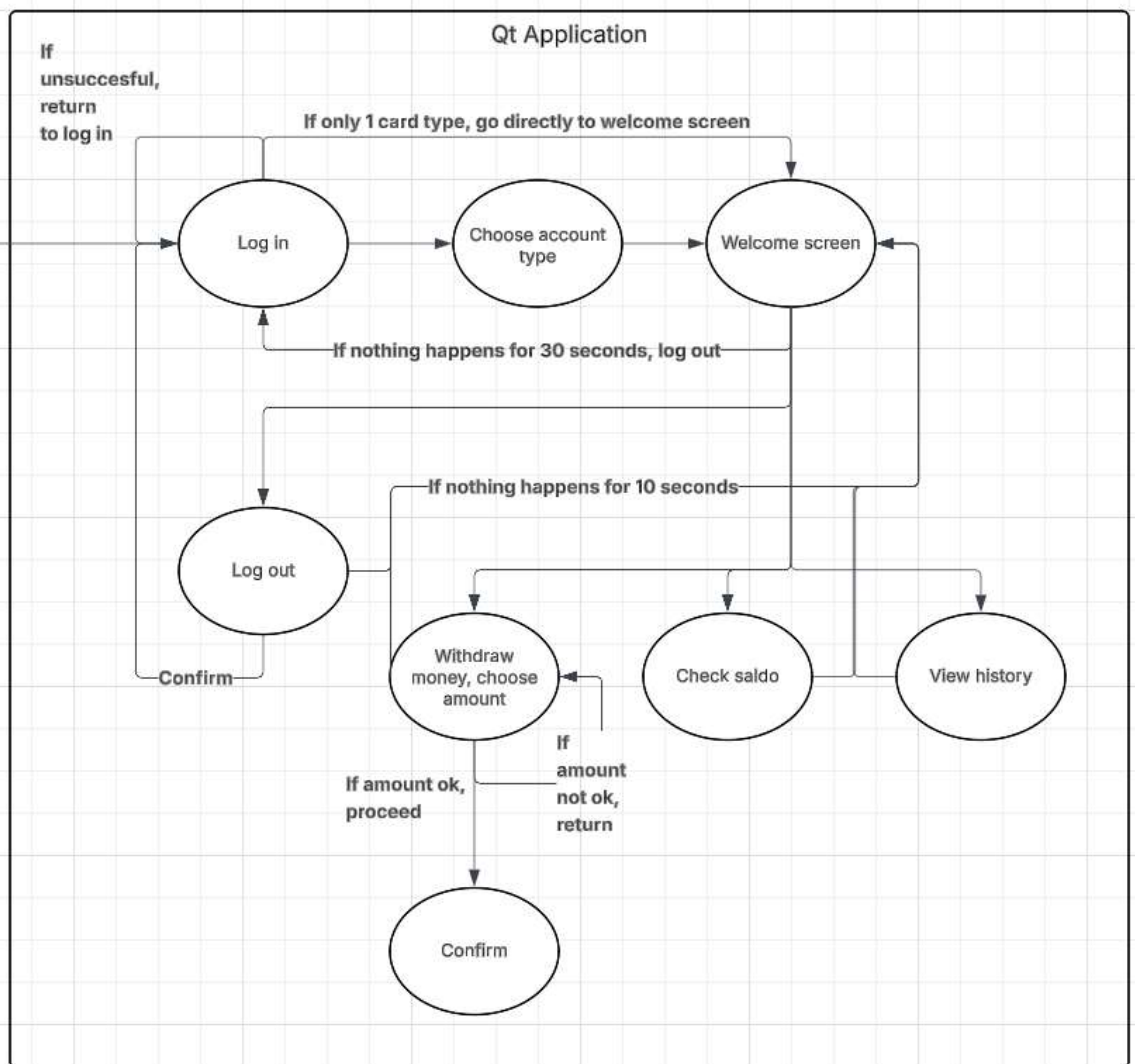 Qt Application
If
unsuccesful,
return
to log in
If only 1 card type, go directly to welcome screen
Log in
Choose account
type
Welcome screen
If nothing happens for 30 seconds, log out
If nothing happens for 10 seconds
Log out
Confirm
Withdraw
money, choose
amount
Check saldo
View history
If amount ok,
proceed
If
amount
not ok,
return
Confirm